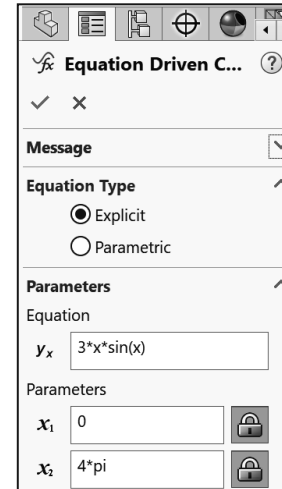 Equation Driven C...
Message
Equation Type
Explicit
Parametric
Parameters
Equation
yx 3*x*sin(x)
Parameters
x1 0
x2 4*pi